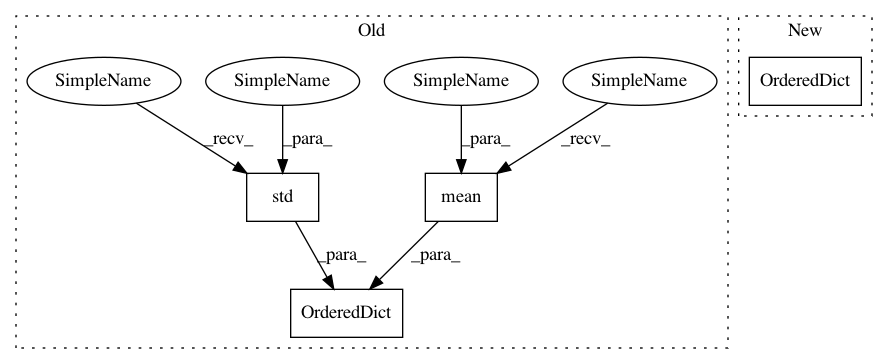 Old
New
SimpleName
SimpleName
SimpleName
SimpleName
OrderedDict
_recv_
_para_
_para_
_recv_
std
mean
_para_
_para_
OrderedDict